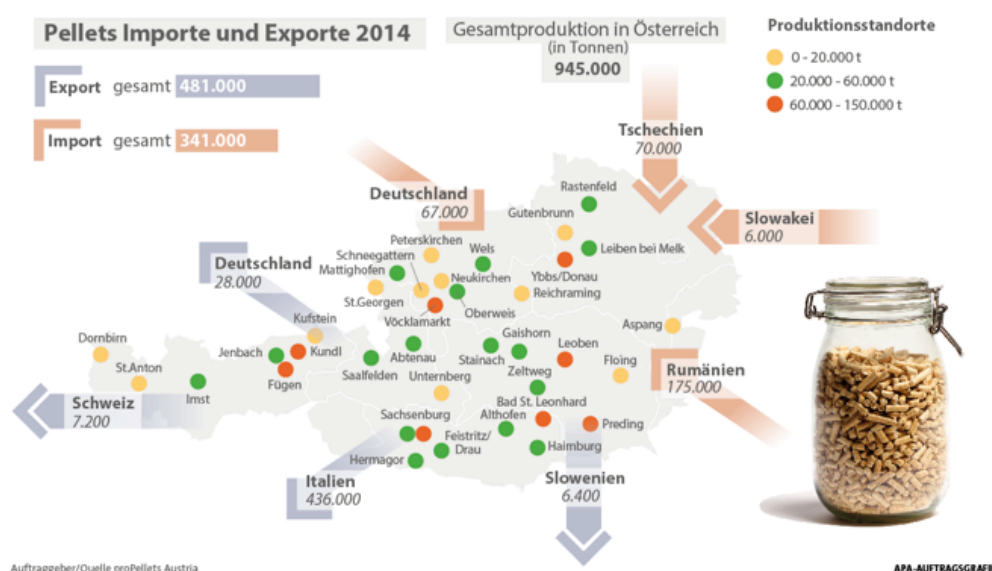 Pellets Importe und Exporte 2014
Export gesamt 481.000
Import gesamt 341.000
Gesamtproduktion in Österreich
(in Tonnen)
945.000
Produktionsstandorte
0 - 20.000 t
20.000 - 60.000 t
60.000 - 150.000 t
Tschechien
70.000
Deutschland
67.000
Slowakei
6.000
Deutschland
28.000
Rumänien
175.000
Schweiz
7.200
Italien
436.000
Slowenien
6.400
Rastenfeld
Gutenbrunn
Leiben bei Melk
Ybbs/Donau
Peterskirchen
Schneegattern
Wels
Mattighofen
Neukirchen
St.Georgen
Reichraming
Oberweis
Vöcklamarkt
Kufstein
Dornbirn
Jenbach
Kundl
St.Anton
Fügen
Imst
Saalfelden
Abtenau
Gaishorn
Stainach
Leoben
Aspang
Floing
Zeltweg
Unternberg
Bad St. Leonhard
Sachsenburg
Althofen
Preding
Feistritz/
Drau
Haimburg
Hermagor
Auftraggeber/Quelle proPellets Austria
APA-AUFTRAGSGRAFIK